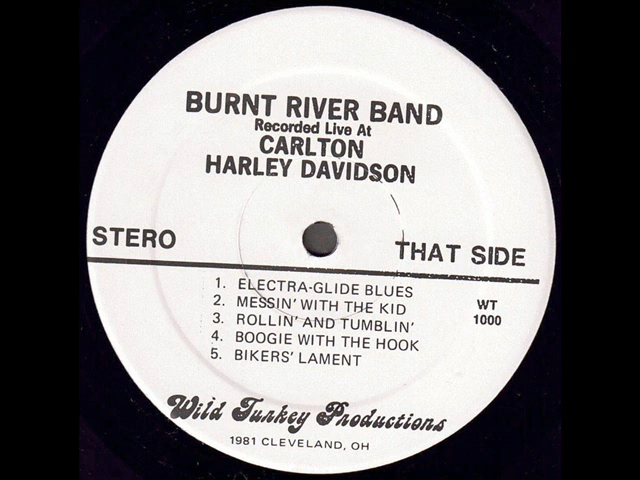 BURNT RIVER BAND
Recorded Live At
CARLTON
HARLEY DAVIDSON
STERO
THAT SIDE
1. ELECTRA-GLIDE BLUES
2. MESSIN' WITH THE KID
3. ROLLIN' AND TUMBLIN'
4. BOOGIE WITH THE HOOK
5. BIKERS' LAMENT
WT
1000
Wild Turkey Productions
1981 CLEVELAND, OH